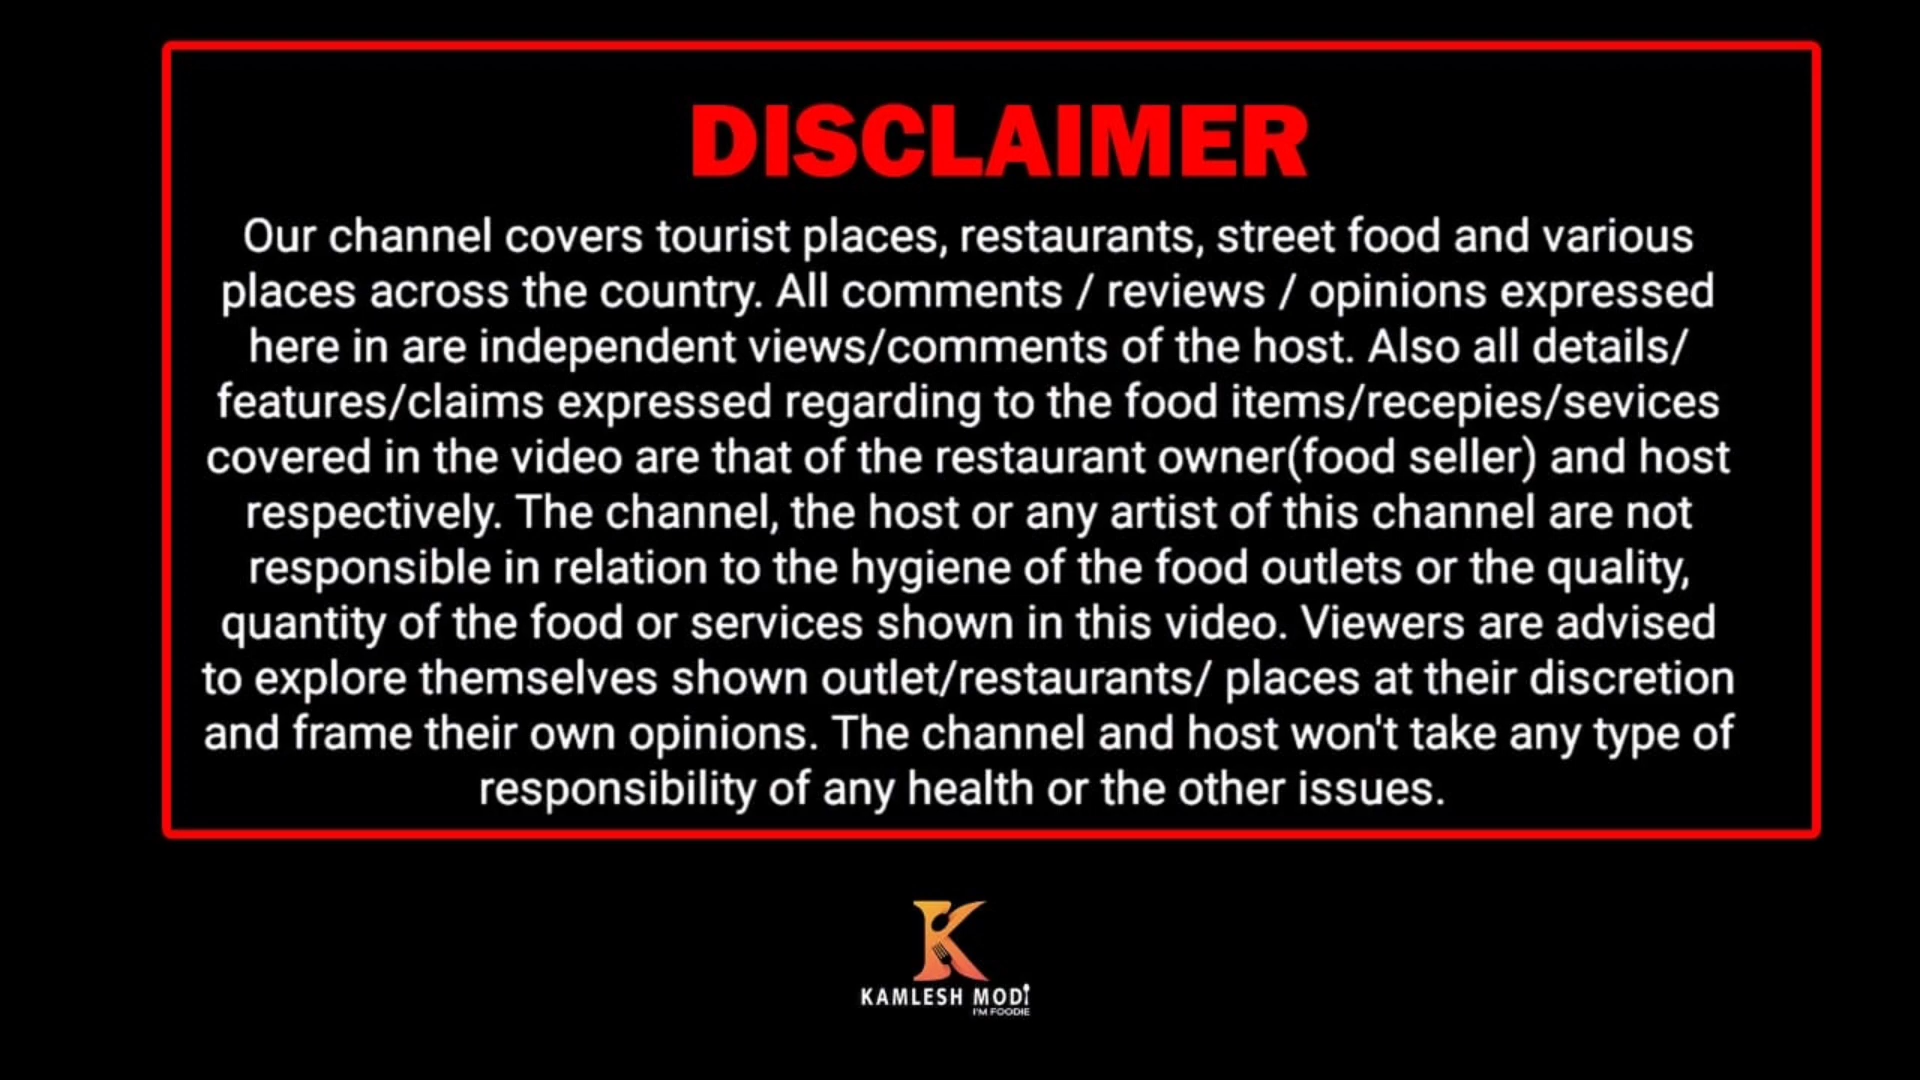 DISCLAIMER
Our channel covers tourist places, restaurants, street food and various
places across the country. All comments / reviews / opinions expressed
here in are independent views/comments of the host. Also all details/
features/claims expressed regarding to the food items/recepies/sevices
covered in the video are that of the restaurant owner(food seller) and host
respectively. The channel, the host or any artist of this channel are not
responsible in relation to the hygiene of the food outlets or the quality,
quantity of the food or services shown in this video. Viewers are advised
to explore themselves shown outlet/restaurants/ places at their discretion
and frame their own opinions. The channel and host won't take any type of
responsibility of any health or the other issues.
K
KAMLESH MODi
I'M FOODIE